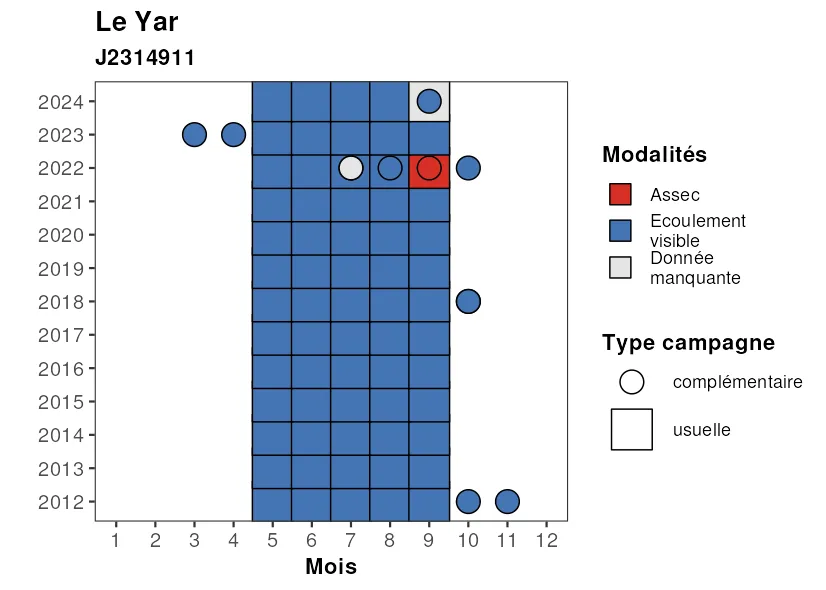 Le Yar
J2314911
2024
2023
2022
2021
2020
2019
2018
2017
2016
2015
2014
2013
2012
1 2 3 4 5 6 7 8 9 10 11 12
Mois
Modalités
Assec
Ecoulement
visible
Donnée
manquante
Type campagne
complémentaire
usuelle